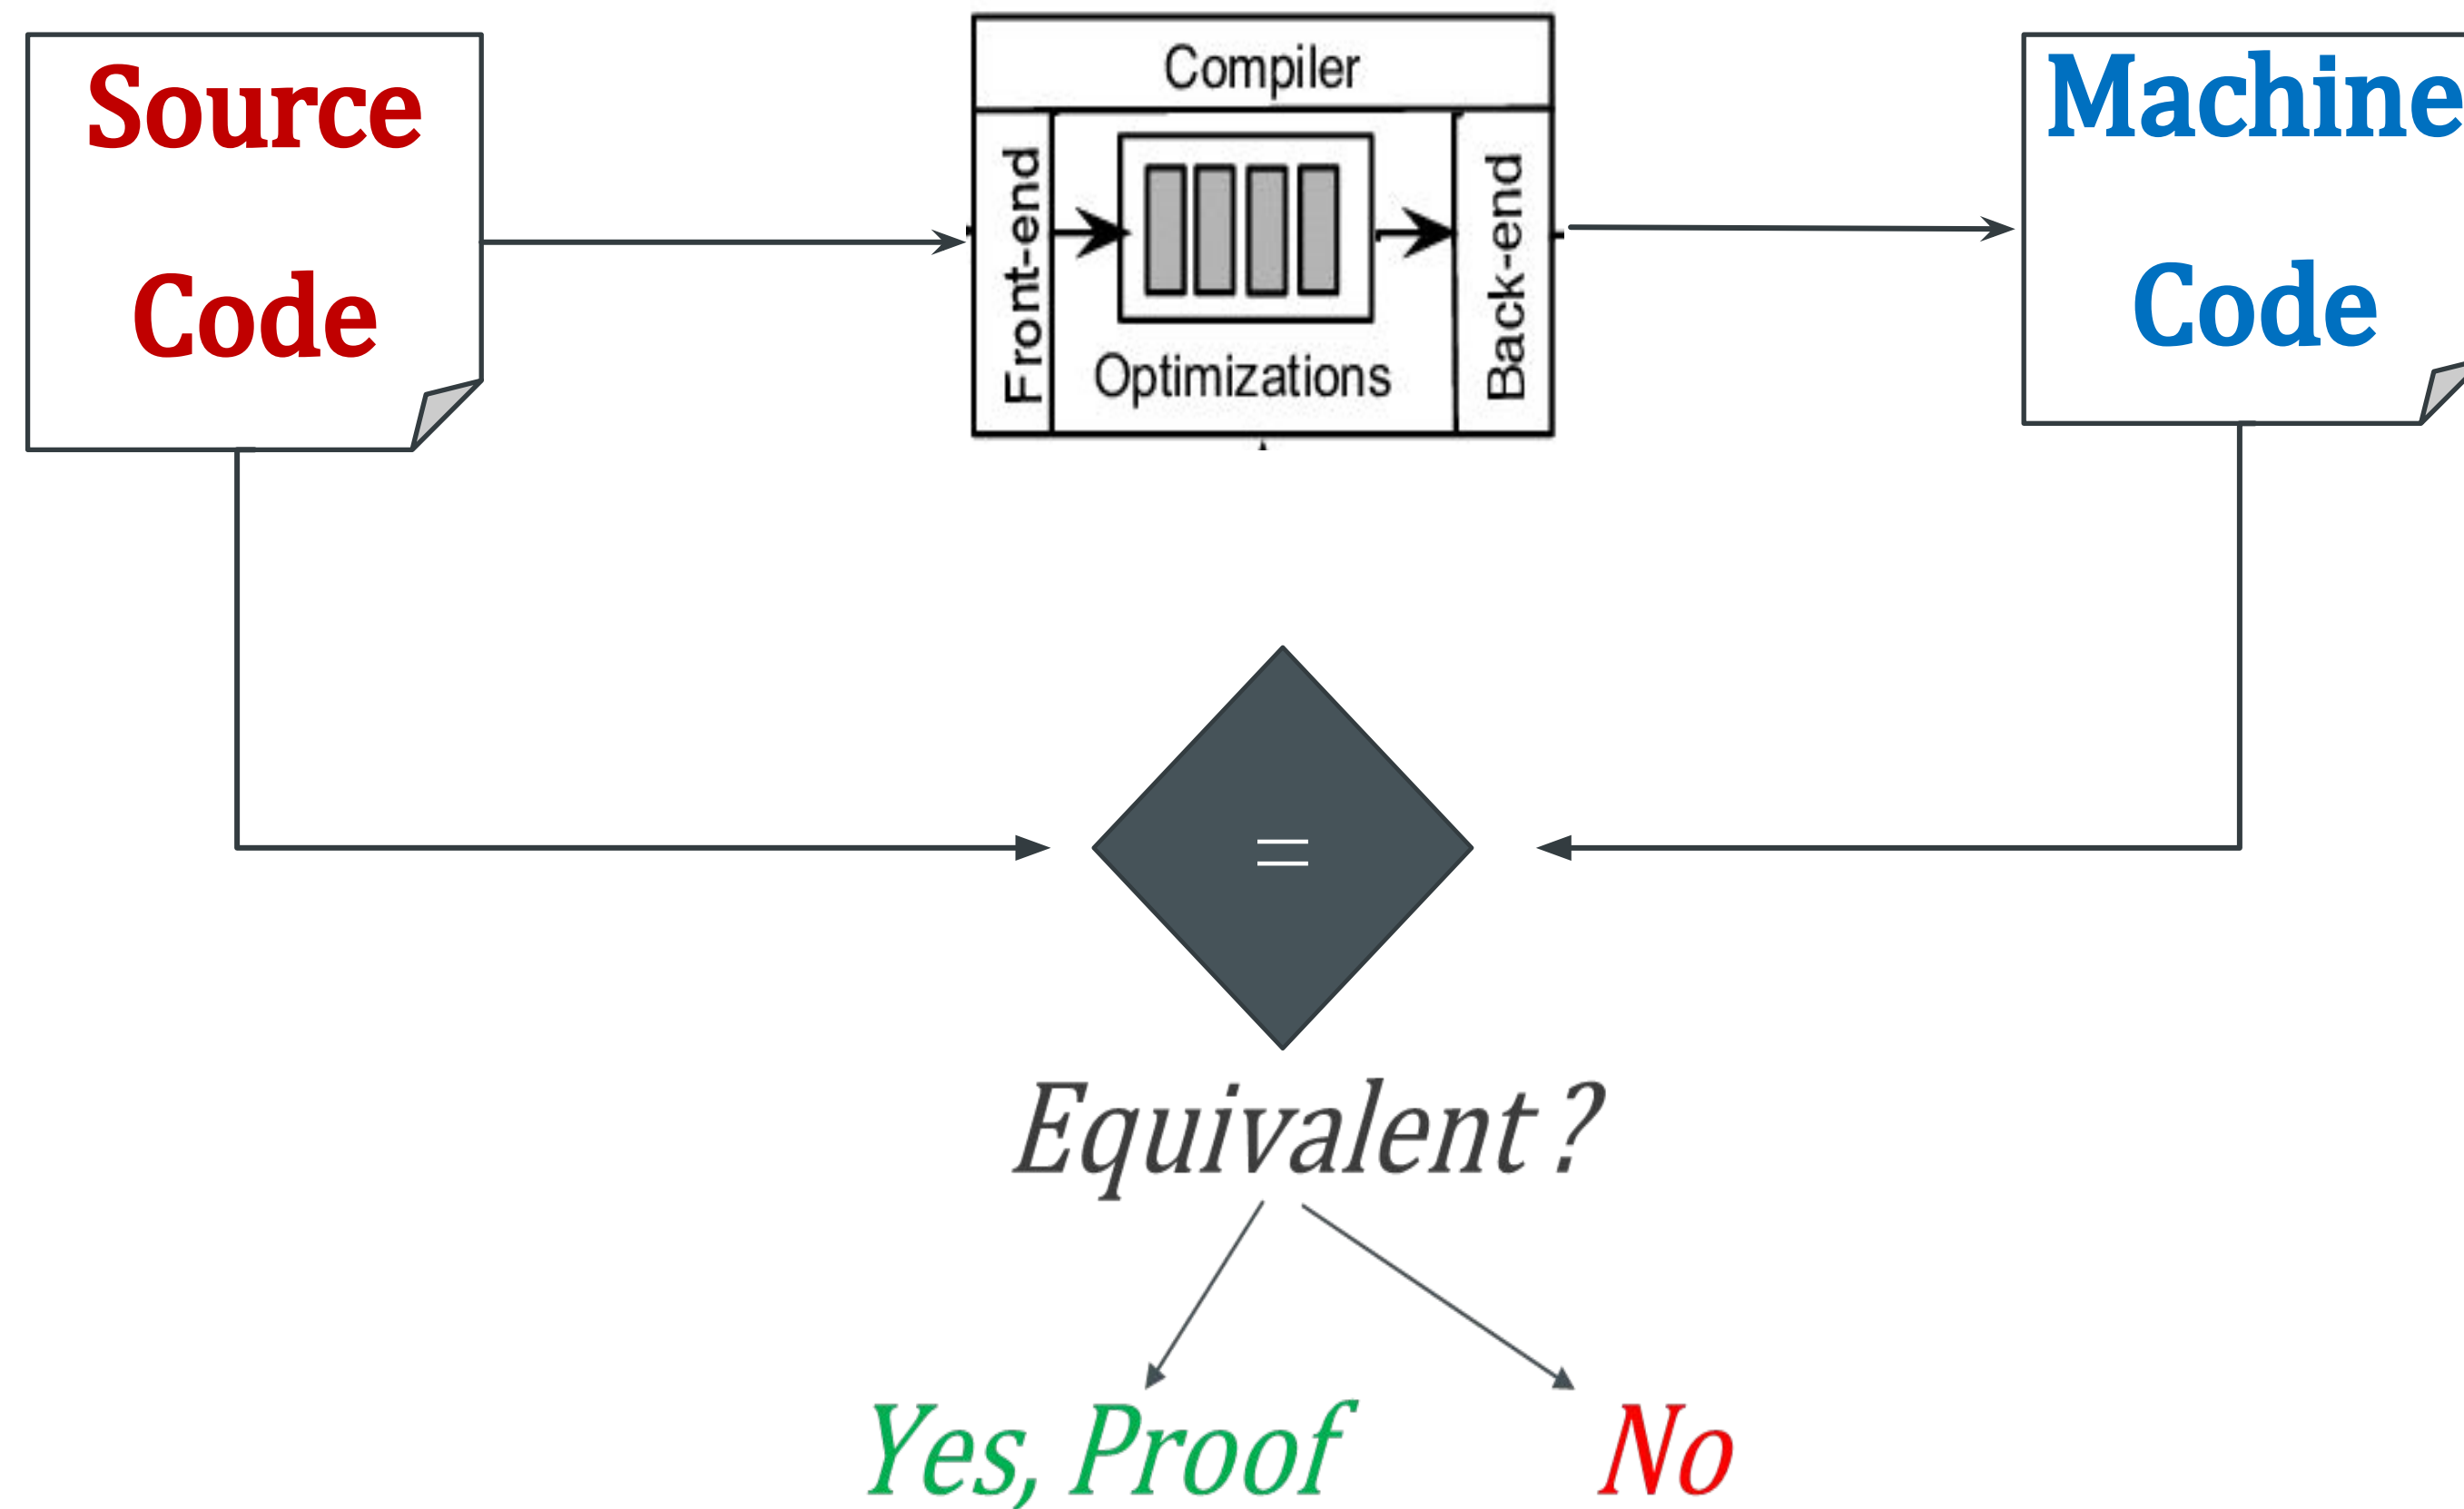 Source
Code
Compiler
Front-end
Optimizations
Back-end
Machine
Code
=
Equivalent ?
Yes, Proof
No